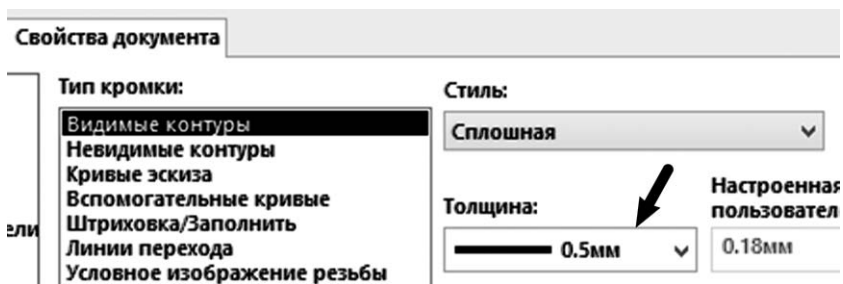 Свойства документа
Тип кромки:
Видимые контуры
Невидимые контуры
Кривые эскиза
Вспомогательные кривые
Штриховка/Заполнить
Линии перехода
Условное изображение резьбы
ели
Стиль:
Сплошная
Толщина:
0.5мм
Настроенная
пользовател
0.18мм